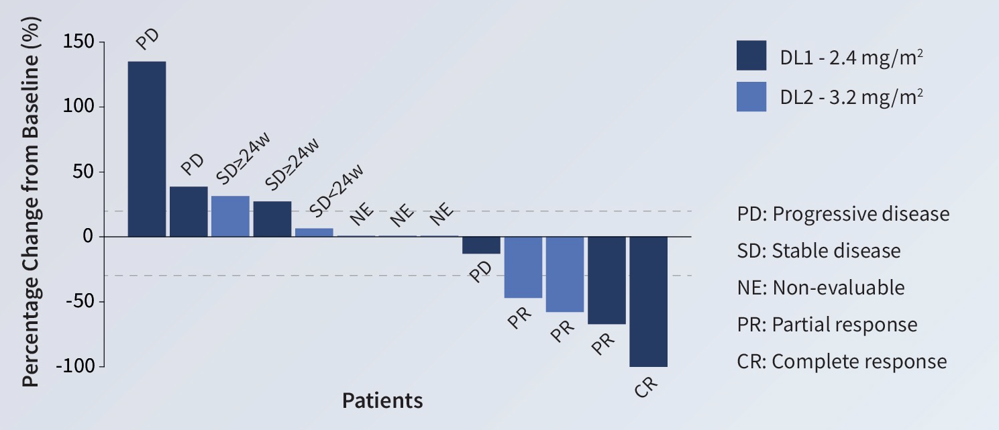 Percentage Change from Baseline (%)
150
100
50
0
-50
-100
PD
PD
SD≥24w
SD≥24w
SD<24w
NE
NE
NE
PD
PR
PR
PR
CR
Patients
DL1 - 2.4 mg/m²
DL2 - 3.2 mg/m²
PD: Progressive disease
SD: Stable disease
NE: Non-evaluable
PR: Partial response
CR: Complete response